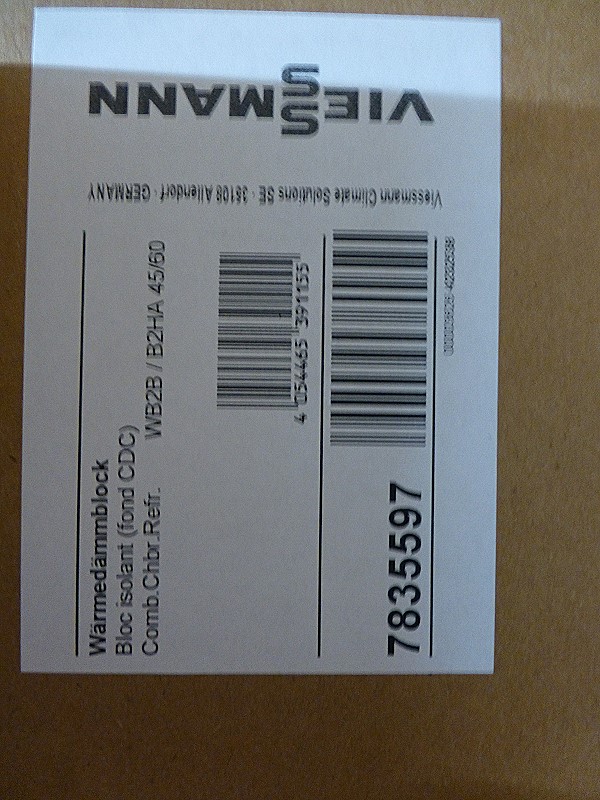 VIESSMANN
Viessmann Climate Solutions SE · 35108 Allendorf · GERMANY
Wärmedämmblock
Bloc isolant (fond CDC)
Comb.Chbr.Refr. WB2B / B2HA 45/60
4 054465 391155
7835597